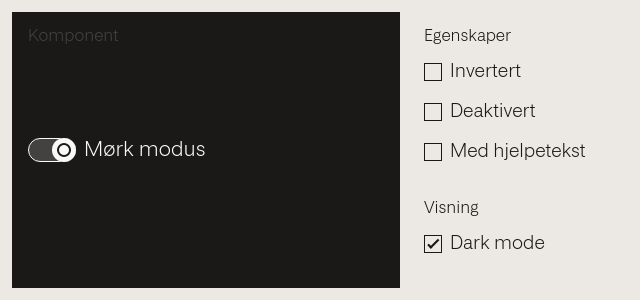 Komponent
Mørk modus
Egenskaper
Invertert
Deaktivert
Med hjelpetekst
Visning
Dark mode